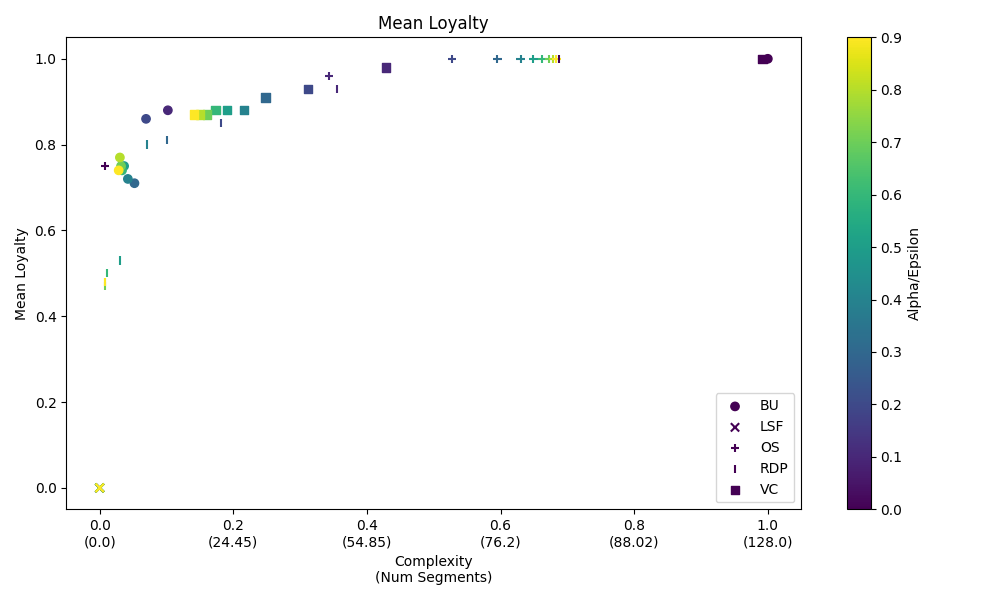 Mean Loyalty
1.0
0.8
0.6
0.4
0.2
0.0
Mean Loyalty
0.0 0.2 0.4 0.6 0.8 1.0
(0.0) (24.45) (54.85) (76.2) (88.02) (128.0)
Complexity
(Num Segments)
BU
LSF
OS
RDP
VC
0.9
0.8
0.7
0.6
0.5
0.4
0.3
0.2
0.1
0.0
Alpha/Epsilon